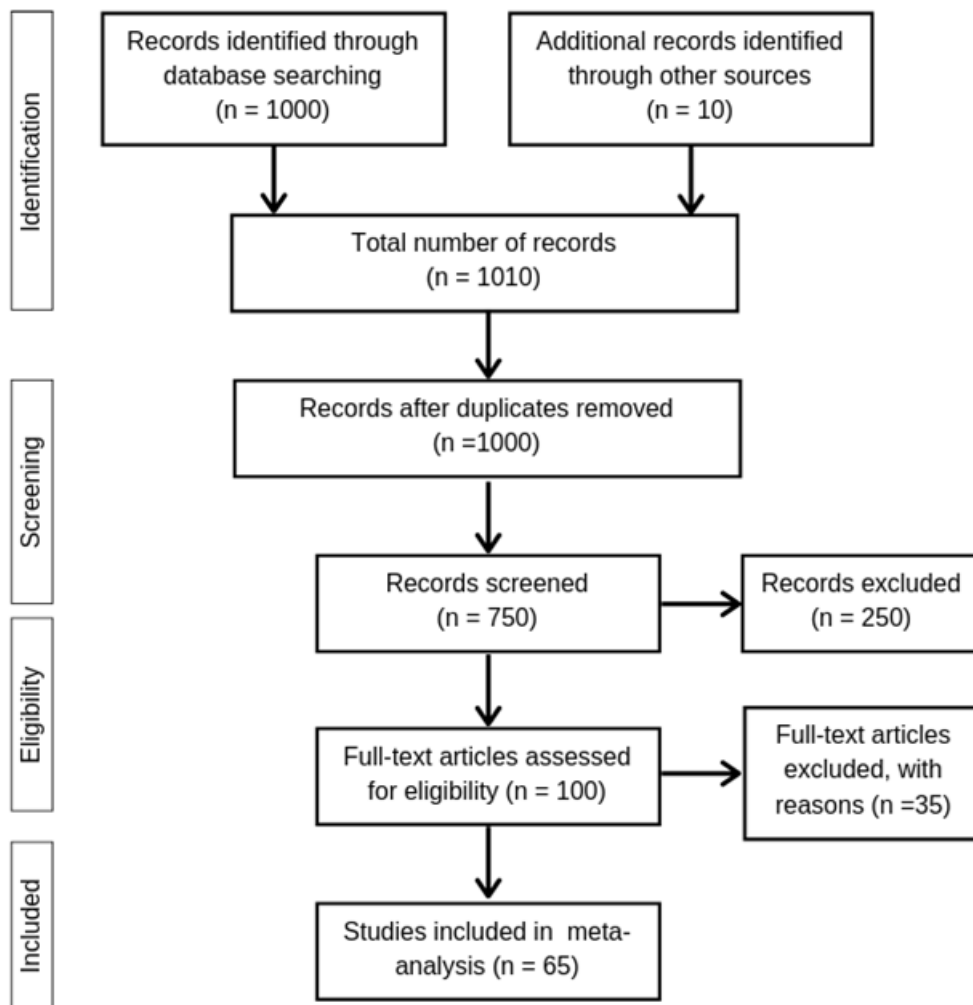 Identification
Records identified through
database searching
(n = 1000)
Additional records identified
through other sources
(n = 10)
Total number of records
(n = 1010)
Screening
Records after duplicates removed
(n =1000)
Records screened
(n = 750)
Records excluded
(n = 250)
Eligibility
Full-text articles assessed
for eligibility (n = 100)
Full-text articles
excluded, with
reasons (n =35)
Included
Studies included in  meta-
analysis (n = 65)